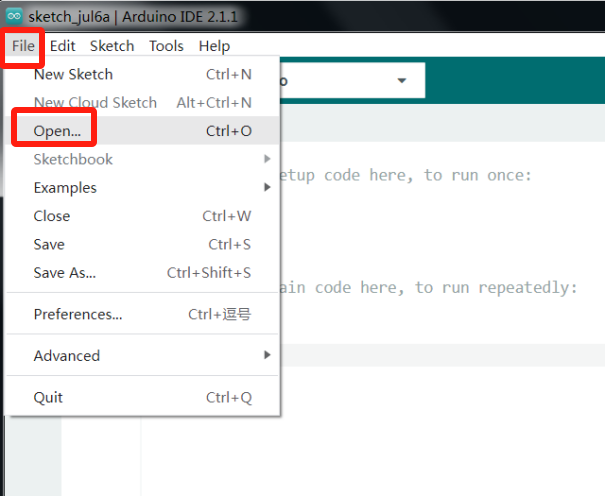 sketch_jul6a | Arduino IDE 2.1.1
File Edit Sketch Tools Help
New Sketch Ctrl+N
New Cloud Sketch Alt+Ctrl+N
Open... Ctrl+O
Sketchbook
etup code here, to run once:
Examples
Close Ctrl+W
Save Ctrl+S
Save As... Ctrl+Shift+S
ain code here, to run repeatedly:
Preferences... Ctrl+逗号
Advanced
Quit Ctrl+Q